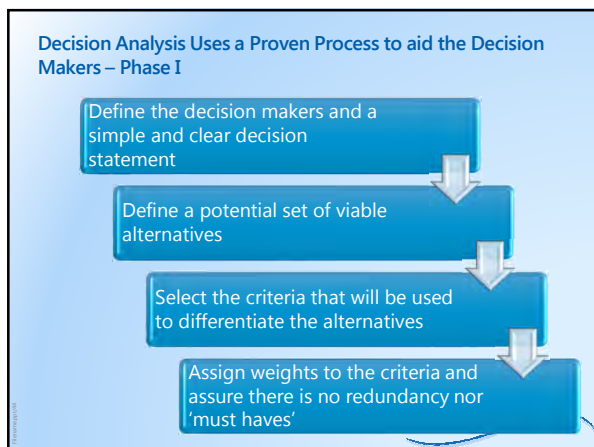 Decision Analysis Uses a Proven Process to aid the Decision
Makers – Phase I
Define the decision makers and a
simple and clear decision
statement
Define a potential set of viable
alternatives
Select the criteria that will be used
to differentiate the alternatives
Assign weights to the criteria and
assure there is no redundancy nor
‘must haves’